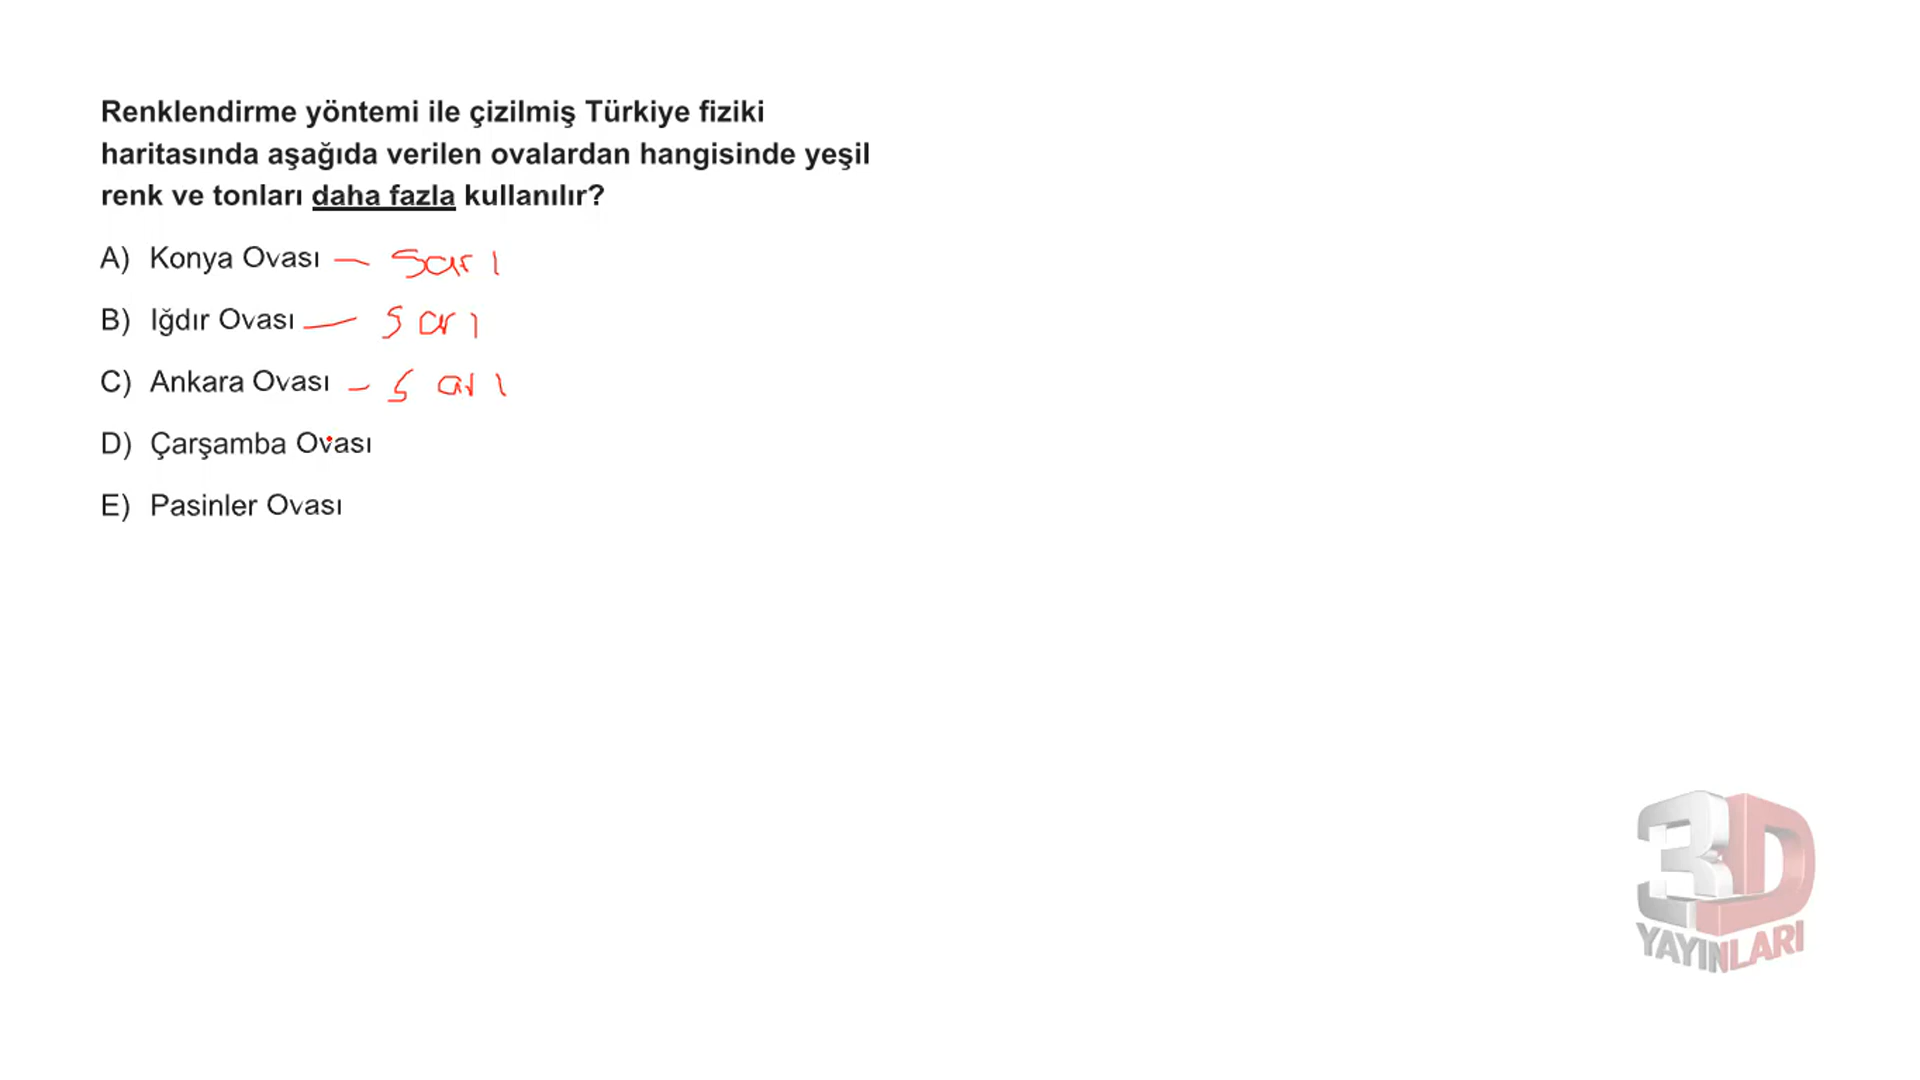 Renklendirme yöntemi ile çizilmiş Türkiye fiziki
haritasında aşağıda verilen ovalardan hangisinde yeşil
renk ve tonları daha fazla kullanılır?
A) Konya Ovası — Sarı
B) Iğdır Ovası — Sarı
C) Ankara Ovası — Sarı
D) Çarşamba Ovası
E) Pasinler Ovası
3D
YAYINLARI